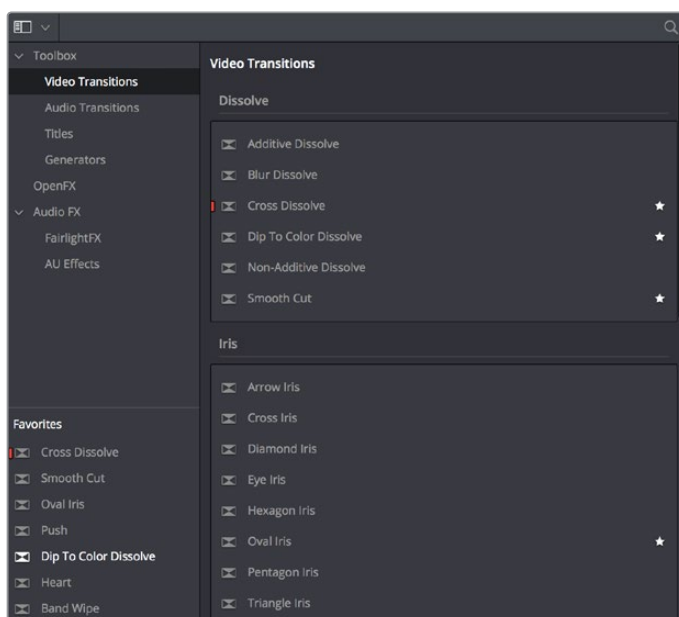 Toolbox
Video Transitions
Audio Transitions
Titles
Generators
OpenFX
Audio FX
FairlightFX
AU Effects
Favorites
Cross Dissolve
Smooth Cut
Oval Iris
Push
Dip To Color Dissolve
Heart
Band Wipe
Video Transitions
Dissolve
Additive Dissolve
Blur Dissolve
Cross Dissolve
Dip To Color Dissolve
Non-Additive Dissolve
Smooth Cut
Iris
Arrow Iris
Cross Iris
Diamond Iris
Eye Iris
Hexagon Iris
Oval Iris
Pentagon Iris
Triangle Iris